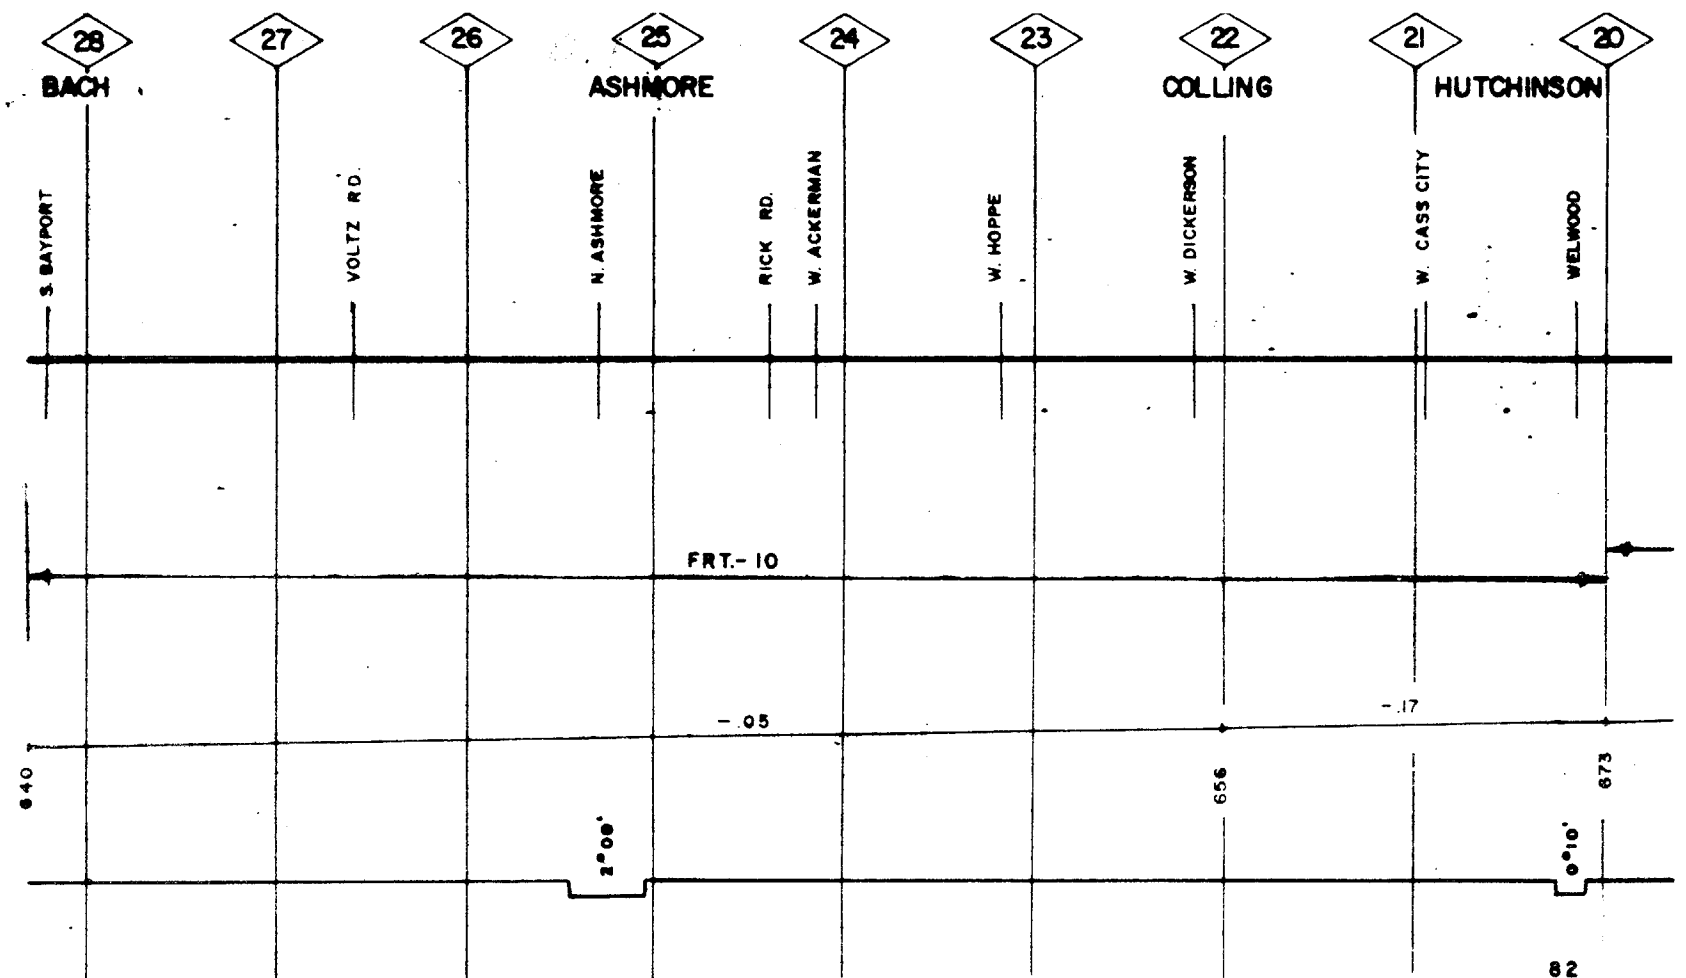 28 27 26 25 24 23 22 21 20
BACH ASHMORE COLLING HUTCHINSON
S. BAYPORT
VOLTZ RD.
N. ASHMORE
RICK RD.
W. ACKERMAN
W. HOPPE
W. DICKERSON
W. CASS CITY
WELWOOD
FRT.-10
-.05
-.17
640
656
673
2°00'
0°10'
82